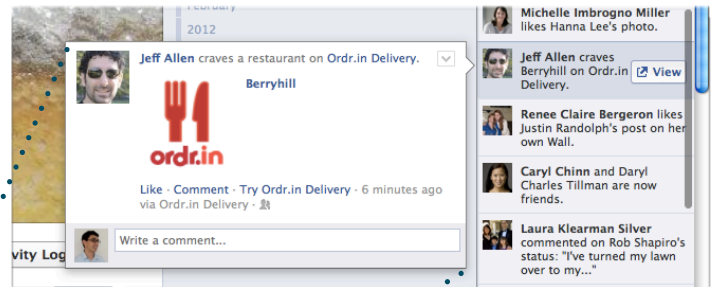 February
2012
Jeff Allen craves a restaurant on Ordr.in Delivery.
Berryhill
ordr.in
Like · Comment · Try Ordr.in Delivery · 6 minutes ago
via Ordr.in Delivery ·
Write a comment...
vity Log
Michelle Imbrogno Miller
likes Hanna Lee's photo.
Jeff Allen craves
Berryhill on Ordr.in
Delivery.
View
Renee Claire Bergeron likes
Justin Randolph's post on her
own Wall.
Caryl Chinn and Daryl
Charles Tillman are now
friends.
Laura Klearman Silver
commented on Rob Shapiro's
status: "I've turned my lawn
over to my..."